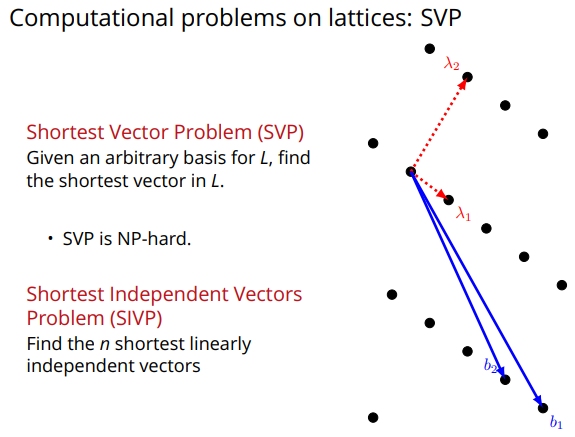 Computational problems on lattices: SVP
λ₂
Shortest Vector Problem (SVP)
Given an arbitrary basis for L, find
the shortest vector in L.
λ₁
• SVP is NP-hard.
Shortest Independent Vectors
Problem (SIVP)
Find the n shortest linearly
independent vectors
b₂
b₁